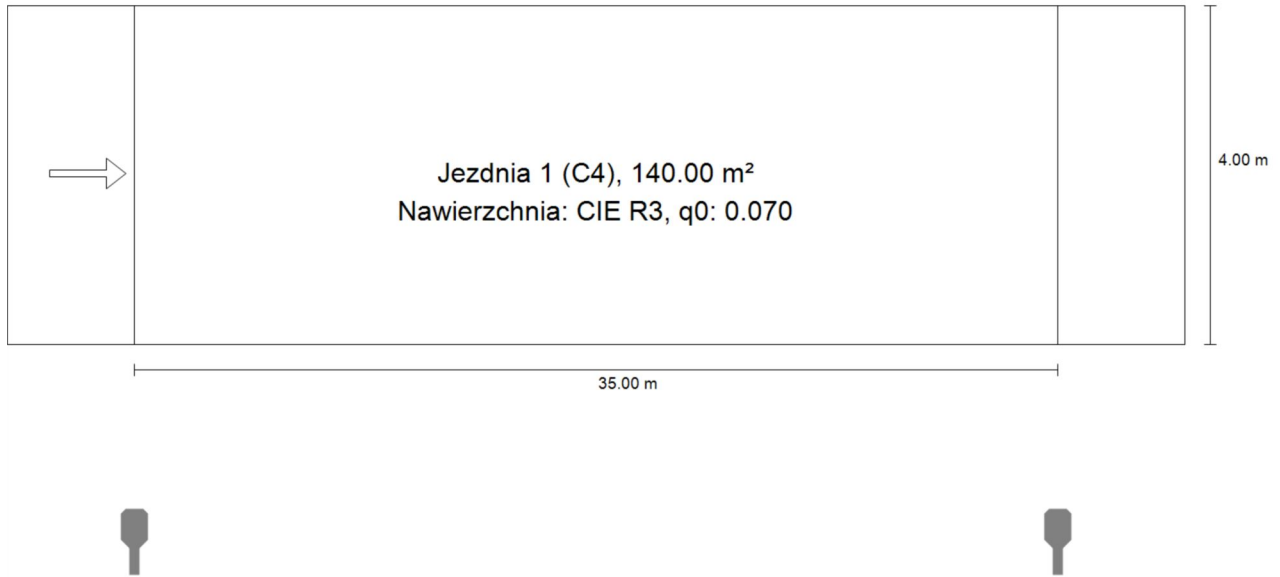 Jezdnia 1 (C4), 140.00 m²
Nawierzchnia: CIE R3, q0: 0.070
4.00 m
35.00 m